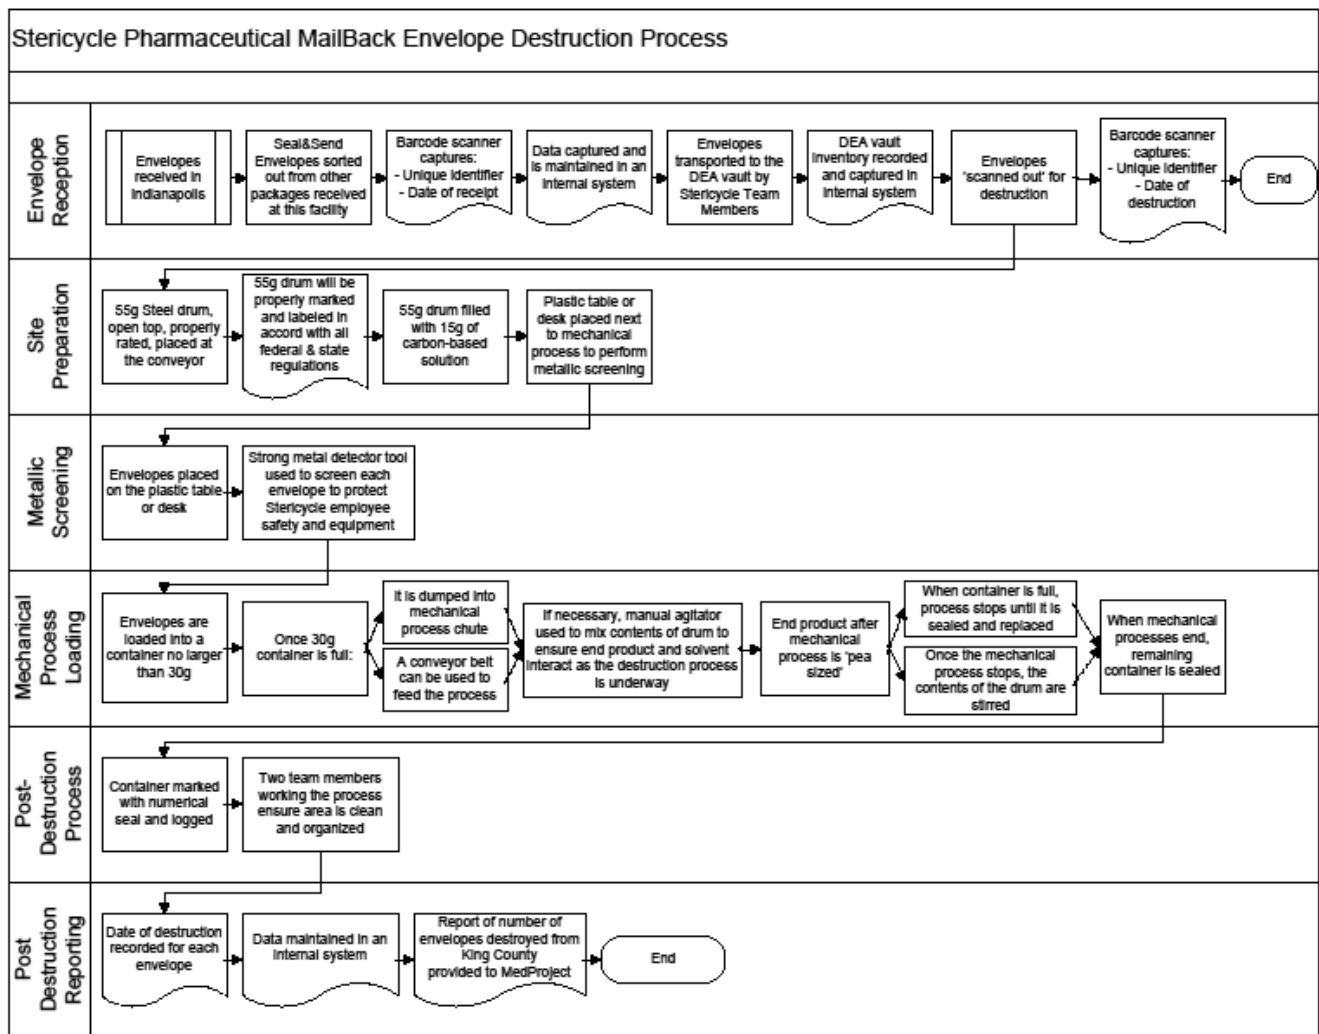 Stericycle Pharmaceutical MailBack Envelope Destruction Process
Envelope
Reception
Envelopes
received in
Indianapolis
Seal&Send
Envelopes sorted
out from other
packages received
at this facility
Barcode scanner
captures:
- Unique identifier
- Date of receipt
Data captured and
is maintained in an
internal system
Envelopes
transported to the
DEA vault by
Stericycle Team
Members
DEA vault
inventory recorded
and captured in
internal system
Envelopes
'scanned out' for
destruction
Barcode scanner
captures:
- Unique identifier
- Date of
destruction
End
Site
Preparation
55g Steel drum,
open top, properly
rated, placed at
the conveyor
55g drum will be
properly marked
and labeled in
accord with all
federal & state
regulations
55g drum filled
with 15g of
carbon-based
solution
Plastic table or
desk placed next
to mechanical
process to perform
metallic screening
Metallic
Screening
Envelopes placed
on the plastic table
or desk
Strong metal detector tool
used to screen each
envelope to protect
Stericycle employee
safety and equipment
Mechanical
Process
Loading
Envelopes are
loaded into a
container no larger
than 30g
Once 30g
container is full:
It is dumped into
mechanical
process chute
A conveyor belt
can be used to
feed the process
If necessary, manual agitator
used to mix contents of drum to
ensure end product and solvent
interact as the destruction process
is underway
End product after
mechanical
process is 'pea
sized'
When container is full,
process stops until it is
sealed and replaced
Once the mechanical
process stops, the
contents of the drum are
stirred
When mechanical
processes end,
remaining
container is sealed
Post-
Destruction
Process
Container marked
with numerical
seal and logged
Two team members
working the process
ensure area is clean
and organized
Post
Destruction
Reporting
Date of destruction
recorded for each
envelope
Data maintained in an
internal system
Report of number of
envelopes destroyed from
King County
provided to MedProject
End